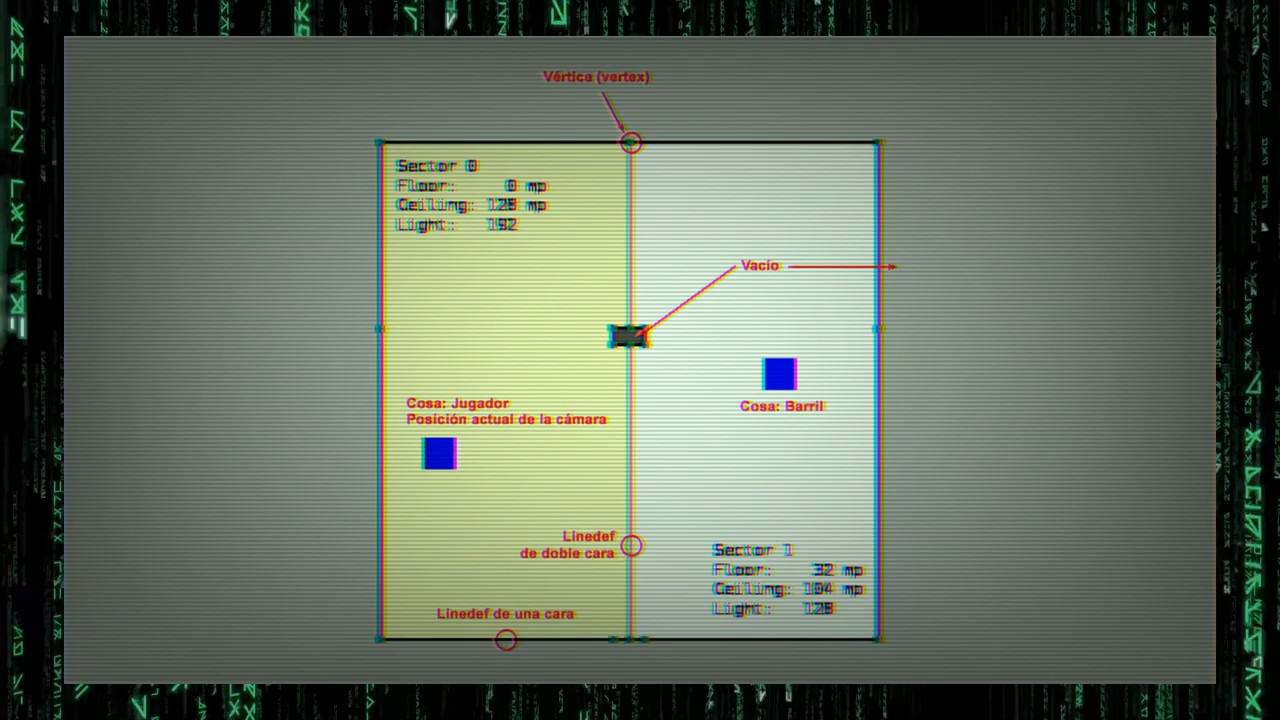 Vértice (vertex)
Sector 0
Floor: 0 mp
Ceiling: 128 mp
Light: 192
Vacío
Cosa: Jugador
Posición actual de la cámara
Cosa: Barril
Linedef
de doble cara
Sector 1
Floor: 32 mp
Ceiling: 104 mp
Light: 128
Linedef de una cara